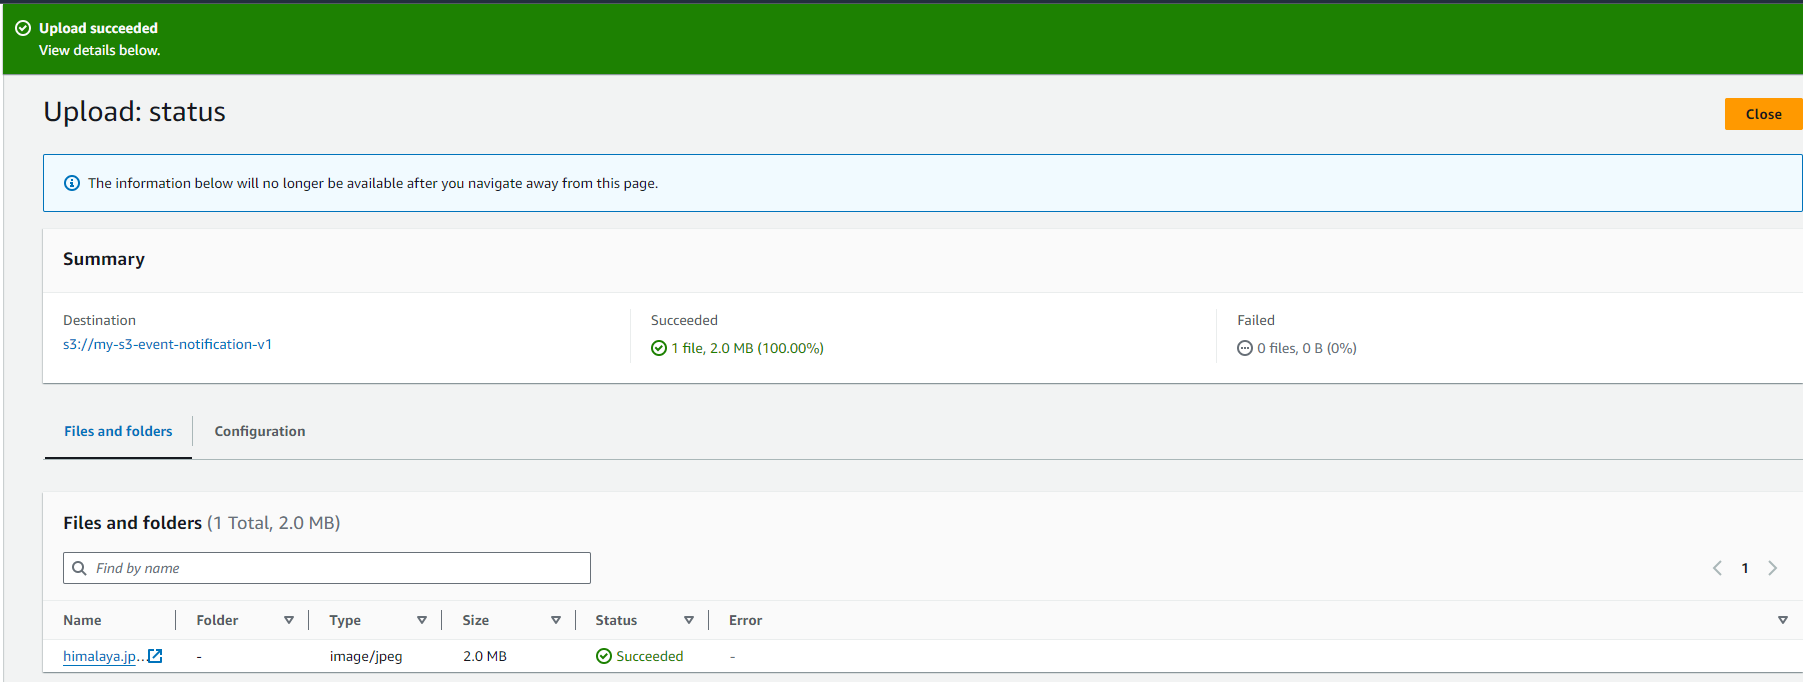 Upload succeeded
View details below.
Upload: status
Close
The information below will no longer be available after you navigate away from this page.
Summary
Destination
s3://my-s3-event-notification-v1
Succeeded
1 file, 2.0 MB (100.00%)
Failed
0 files, 0 B (0%)
Files and folders
Configuration
Files and folders (1 Total, 2.0 MB)
Find by name
1
Name Folder Type Size Status Error
himalaya.jp... - image/jpeg 2.0 MB Succeeded -